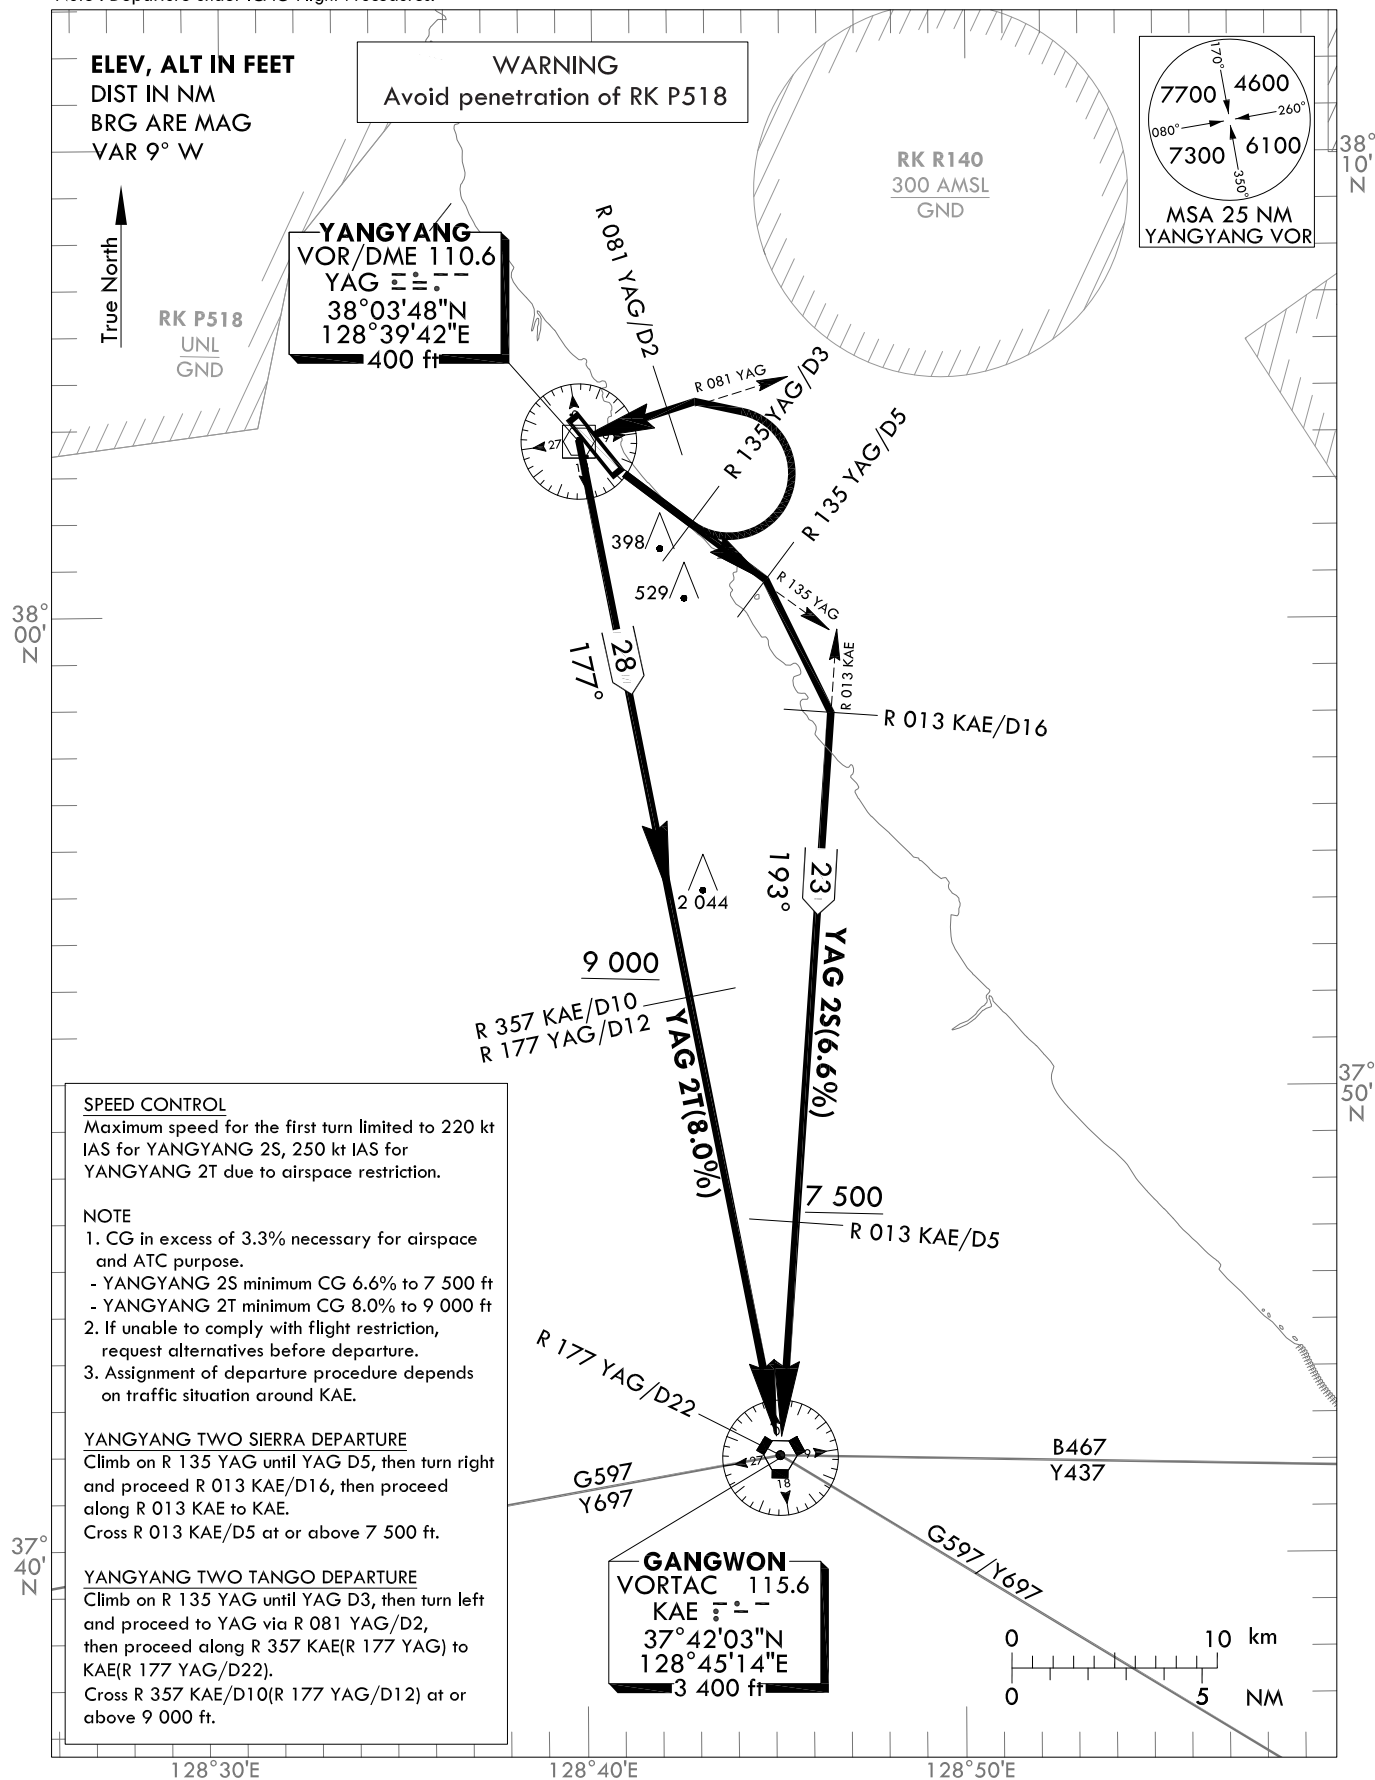 ELEV, ALT IN FEET
DIST IN NM
BRG ARE MAG
VAR 9° W
True North
WARNING
Avoid penetration of RK P518
170°
7700
4600
260°
080°
7300
6100
350°
MSA 25 NM
YANGYANG VOR
RK R140
300 AMSL
GND
38°
10'
N
YANGYANG
VOR/DME 110.6
YAG
38°03'48"N
128°39'42"E
400 ft
RK P518
UNL
GND
R 081 YAG/D2
R 081 YAG
R 135 YAG/D3
R 135 YAG/D5
27
398
529
R 135 YAG
38°
00'
N
28
177°
R 013 KAE
R 013 KAE/D16
23
193°
2 044
9 000
R 357 KAE/D10
R 177 YAG/D12
YAG 2T(8.0%)
YAG 2S(6.6%)
37°
50'
N
7 500
R 013 KAE/D5
SPEED CONTROL
Maximum speed for the first turn limited to 220 kt
IAS for YANGYANG 2S, 250 kt IAS for
YANGYANG 2T due to airspace restriction.
NOTE
1. CG in excess of 3.3% necessary for airspace
and ATC purpose.
- YANGYANG 2S minimum CG 6.6% to 7 500 ft
- YANGYANG 2T minimum CG 8.0% to 9 000 ft
2. If unable to comply with flight restriction,
request alternatives before departure.
3. Assignment of departure procedure depends
on traffic situation around KAE.
YANGYANG TWO SIERRA DEPARTURE
Climb on R 135 YAG until YAG D5, then turn right
and proceed R 013 KAE/D16, then proceed
along R 013 KAE to KAE.
Cross R 013 KAE/D5 at or above 7 500 ft.
YANGYANG TWO TANGO DEPARTURE
Climb on R 135 YAG until YAG D3, then turn left
and proceed to YAG via R 081 YAG/D2,
then proceed along R 357 KAE(R 177 YAG) to
KAE(R 177 YAG/D22).
Cross R 357 KAE/D10(R 177 YAG/D12) at or
above 9 000 ft.
R 177 YAG/D22
0
27
9
18
G597
Y697
B467
Y437
G597/Y697
37°
40'
N
GANGWON
VORTAC 115.6
KAE
37°42'03"N
128°45'14"E
3 400 ft
0 10 km
0 5 NM
128°30'E
128°40'E
128°50'E